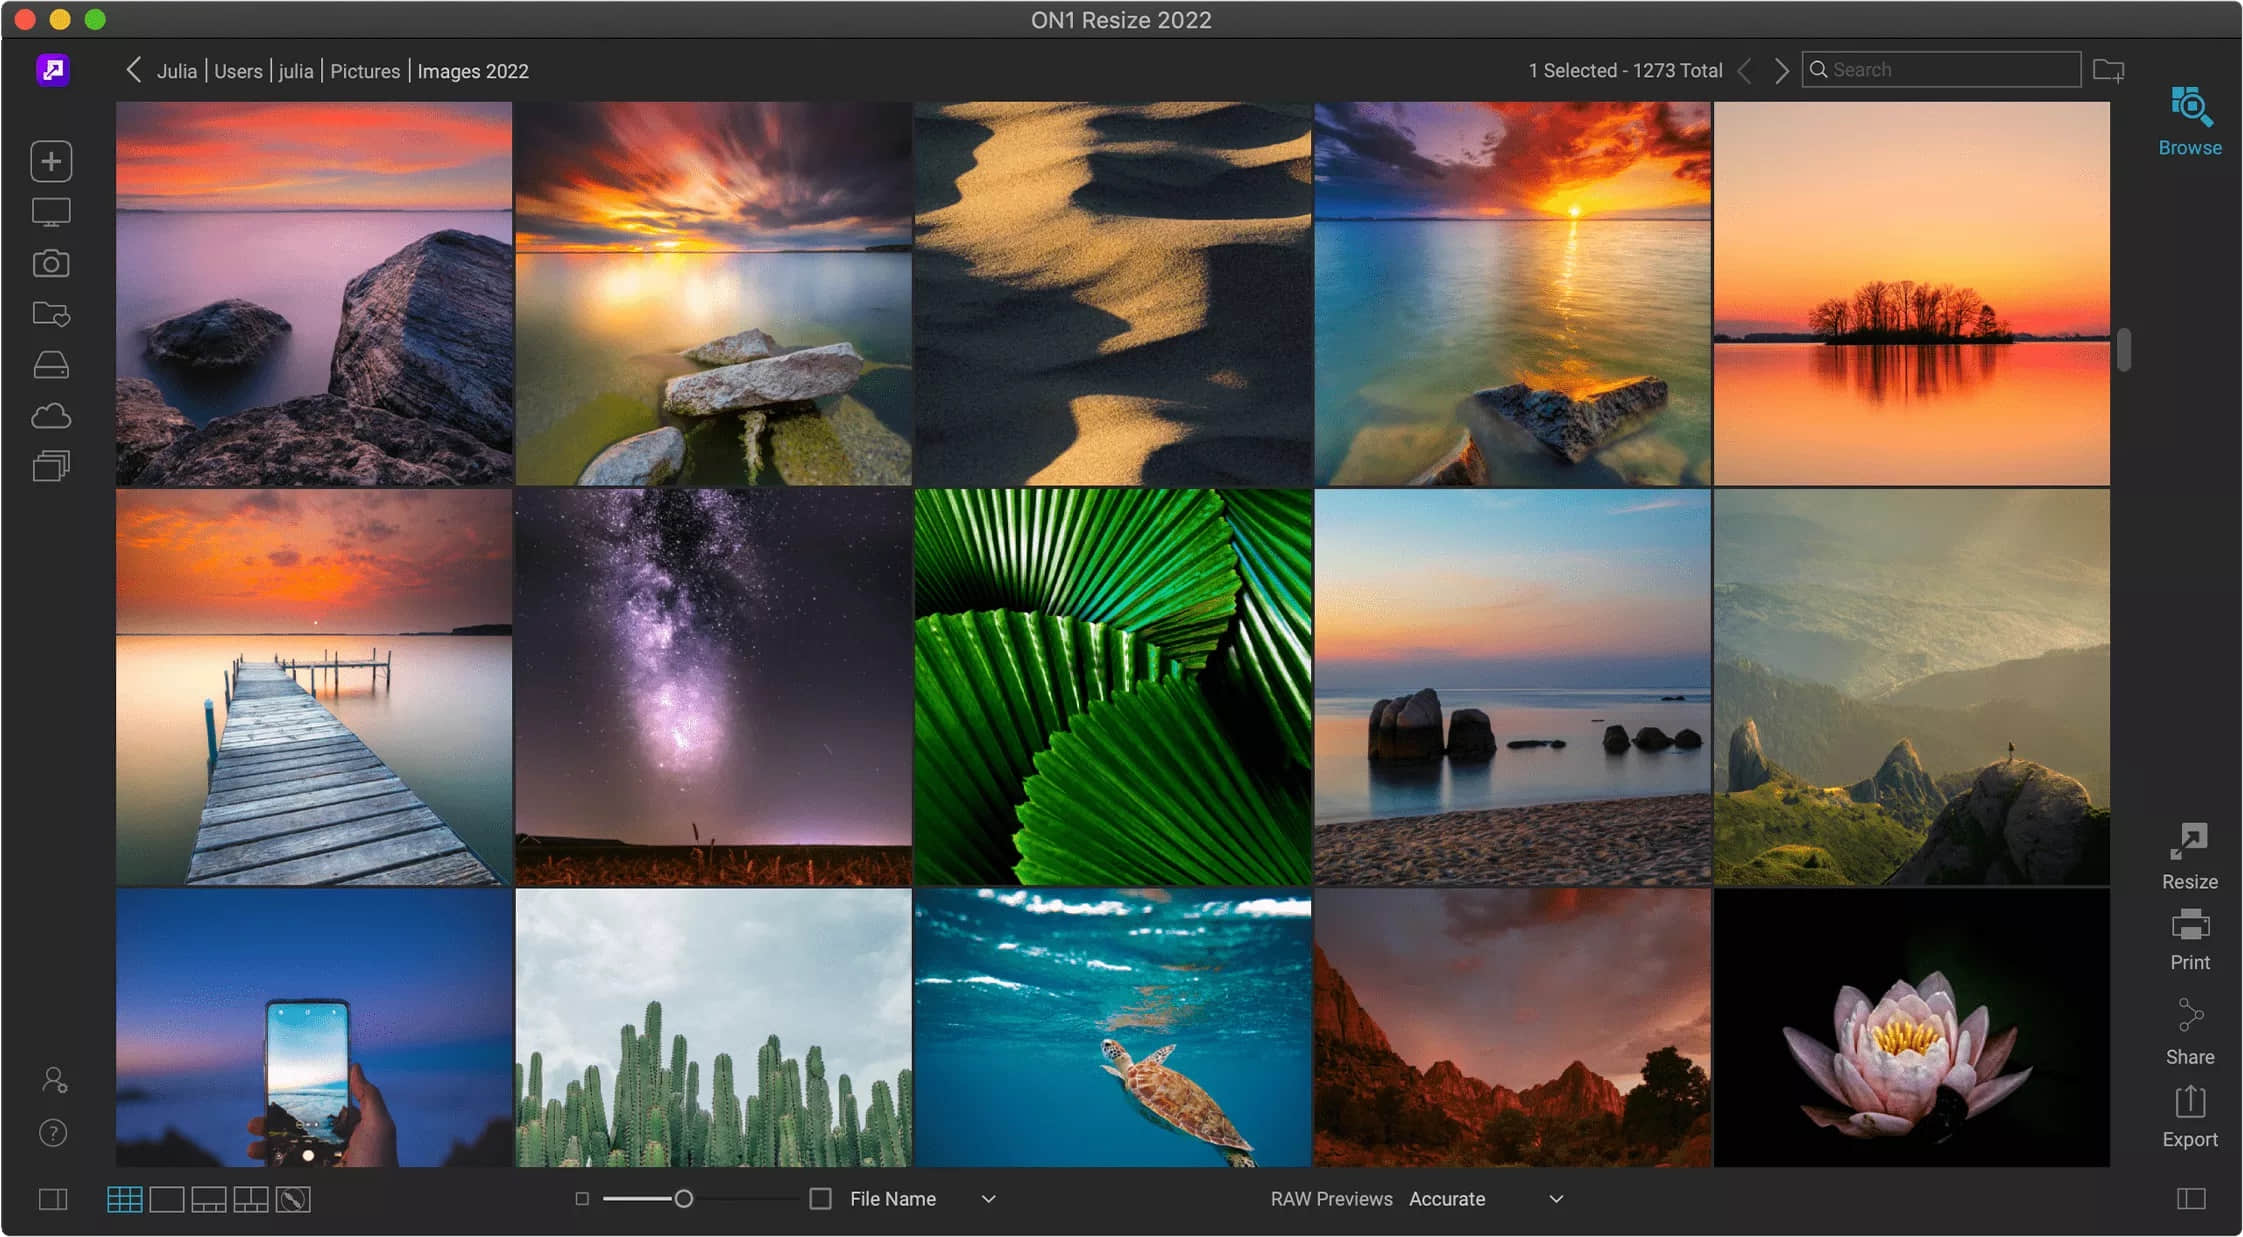 ON1 Resize 2022
Julia | Users | julia | Pictures | Images 2022
1 Selected - 1273 Total
Search
Browse
Resize
Print
Share
Export
File Name
RAW Previews Accurate